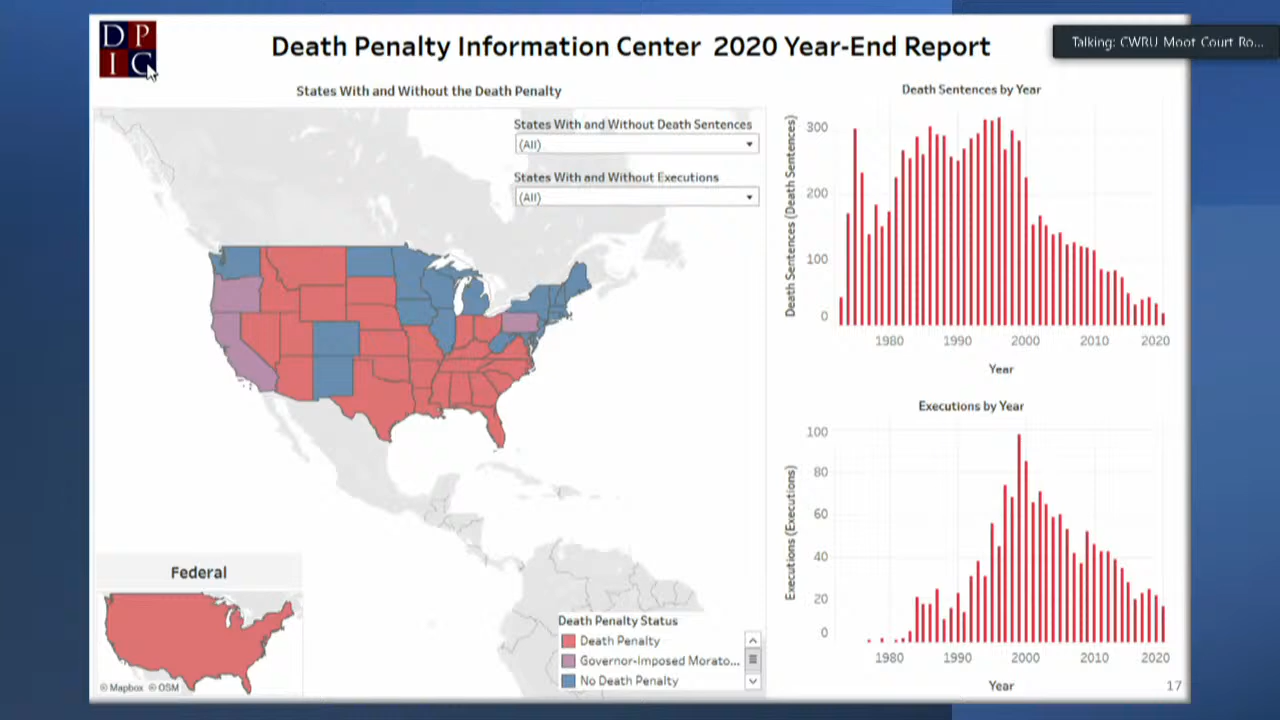 D P
I C
Death Penalty Information Center 2020 Year-End Report
Talking: CWRU Moot Court Ro...
States With and Without the Death Penalty
States With and Without Death Sentences
(All)
States With and Without Executions
(All)
Death Sentences by Year
Death Sentences (Death Sentences)
300
200
100
0
1980 1990 2000 2010 2020
Year
Executions by Year
Executions (Executions)
100
80
60
40
20
0
1980 1990 2000 2010 2020
Year
Federal
© Mapbox © OSM
Death Penalty Status
Death Penalty
Governor-Imposed Morato...
No Death Penalty
17